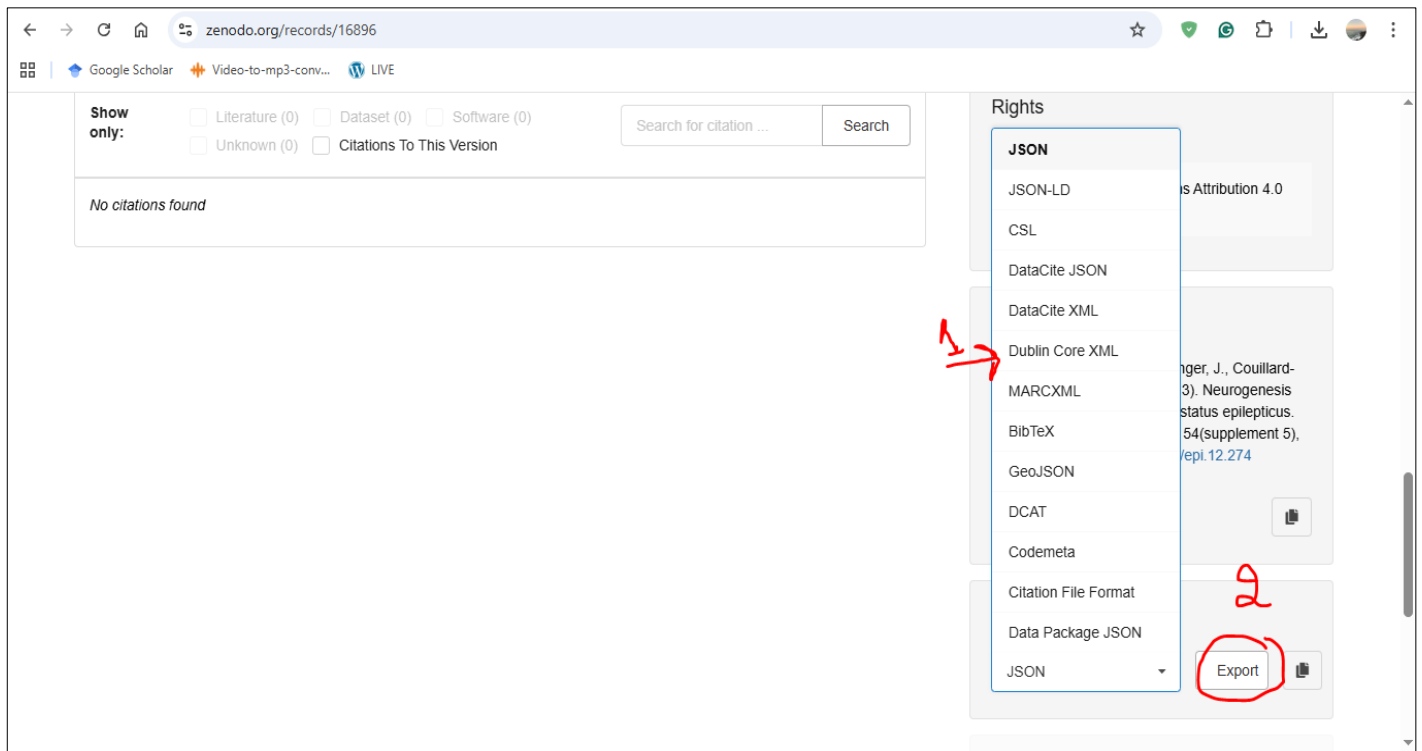 zenodo.org/records/16896
Google Scholar Video-to-mp3-conv... LIVE
Show only:
Literature (0) Dataset (0) Software (0)
Unknown (0) Citations To This Version
Search for citation ... Search
No citations found
Rights
JSON
JSON-LD
s Attribution 4.0
CSL
DataCite JSON
DataCite XML
1
Dublin Core XML
nger, J., Couillard-
MARCXML
3). Neurogenesis
status epilepticus.
BibTeX
54(supplement 5),
/epi.12.274
GeoJSON
DCAT
Codemeta
Citation File Format
2
Data Package JSON
JSON Export